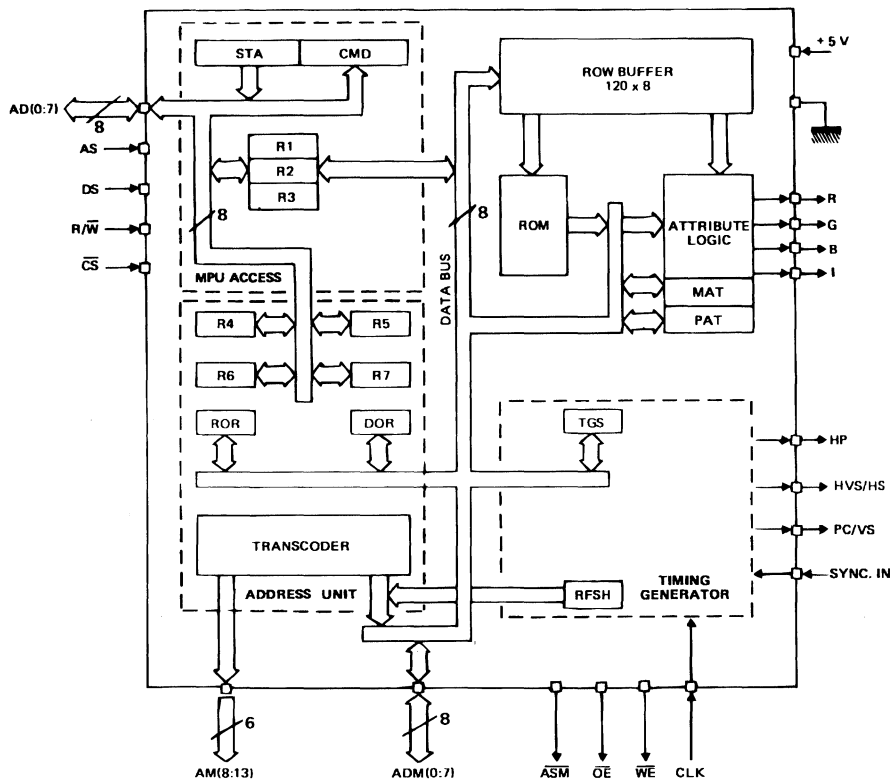 + 5 V
STA
CMD
ROW BUFFER
120 x 8
AD(0:7)
8
AS
DS
R/W̅
C̅S̅
R1
R2
R3
8
MPU ACCESS
8
DATA BUS
ROM
ATTRIBUTE
LOGIC
MAT
PAT
R
G
B
I
R4
R5
R6
R7
ROR
DOR
TGS
HP
HVS/HS
PC/VS
SYNC. IN
TRANSCODER
ADDRESS UNIT
RFSH
TIMING
GENERATOR
6
8
AM(8:13)
ADM(0:7)
A̅S̅M̅
O̅E̅
W̅E̅
CLK